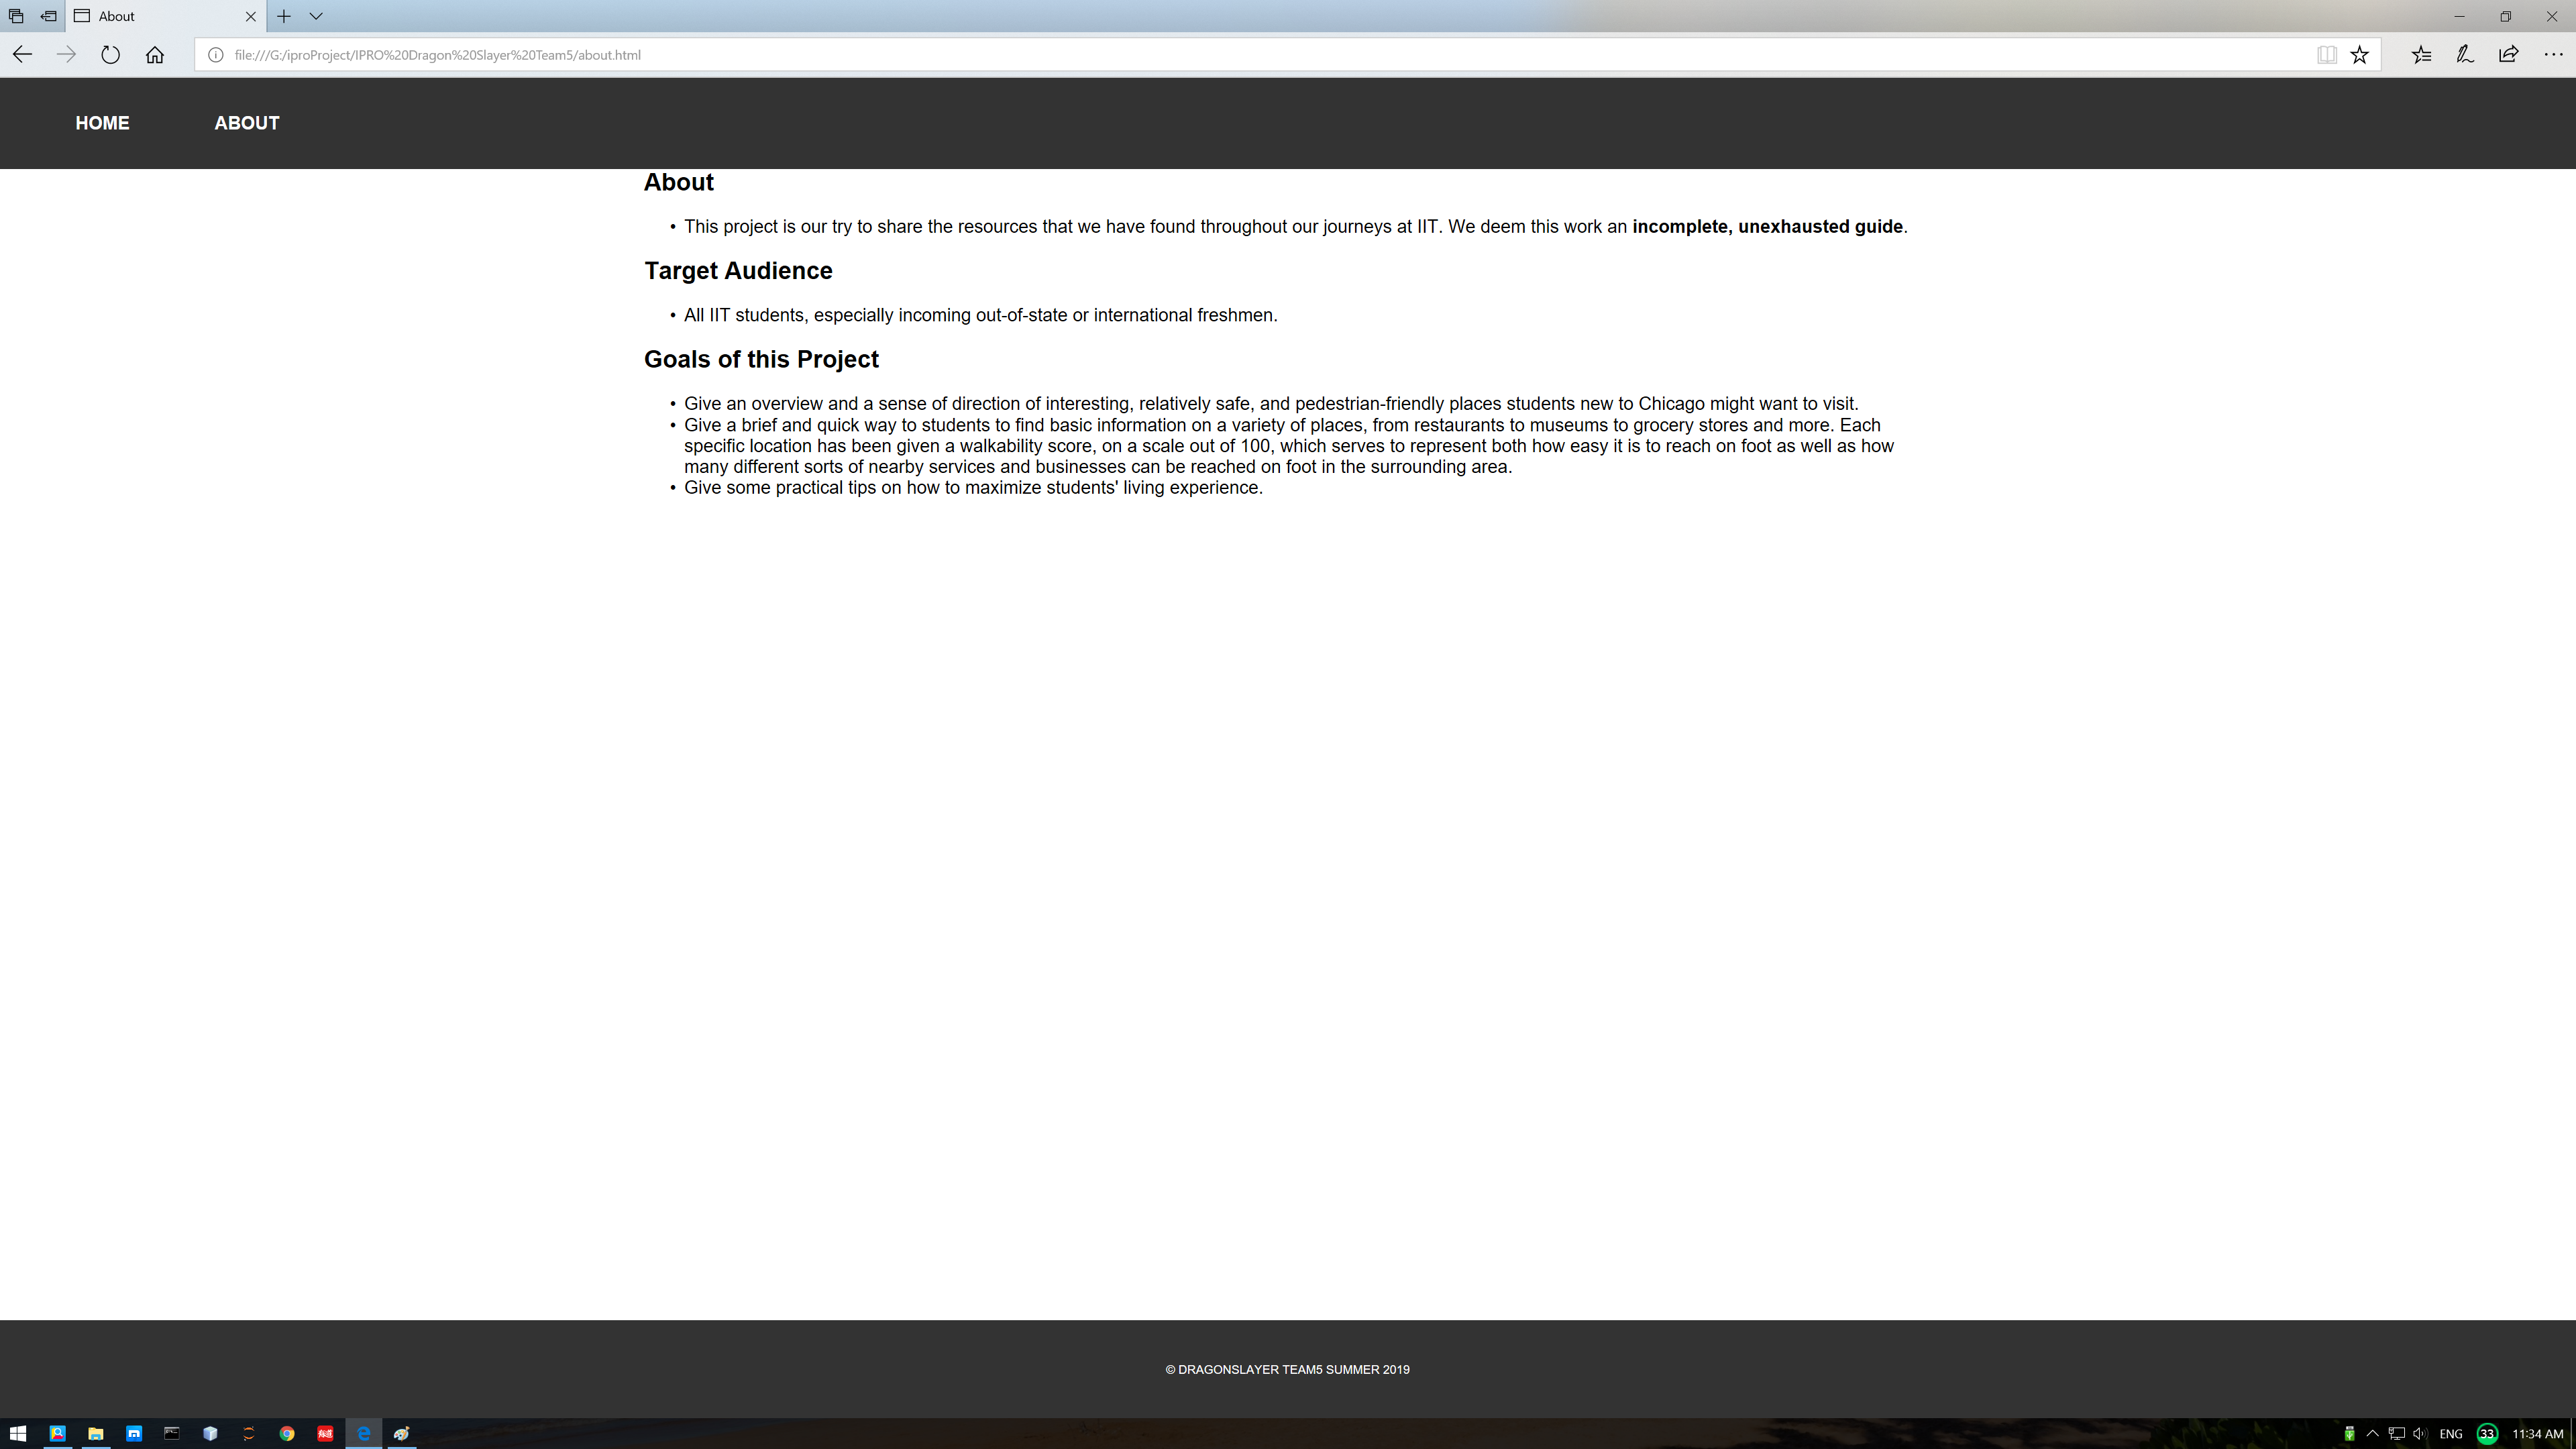 About
file:///G:/iproProject/IPRO%20Dragon%20Slayer%20Team5/about.html
HOME ABOUT
About
• This project is our try to share the resources that we have found throughout our journeys at IIT. We deem this work an incomplete, unexhausted guide.
Target Audience
• All IIT students, especially incoming out-of-state or international freshmen.
Goals of this Project
• Give an overview and a sense of direction of interesting, relatively safe, and pedestrian-friendly places students new to Chicago might want to visit.
• Give a brief and quick way to students to find basic information on a variety of places, from restaurants to museums to grocery stores and more. Each
specific location has been given a walkability score, on a scale out of 100, which serves to represent both how easy it is to reach on foot as well as how
many different sorts of nearby services and businesses can be reached on foot in the surrounding area.
• Give some practical tips on how to maximize students' living experience.
© DRAGONSLAYER TEAM5 SUMMER 2019
ENG 33 11:34 AM